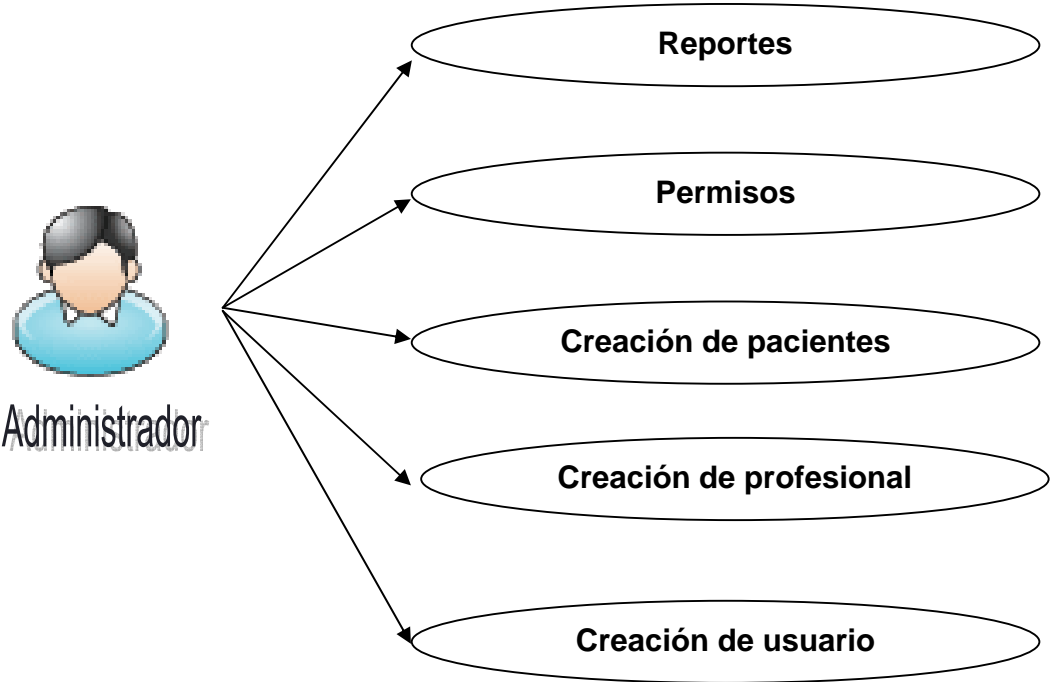 Reportes
Permisos
Creación de pacientes
Administrador
Creación de profesional
Creación de usuario